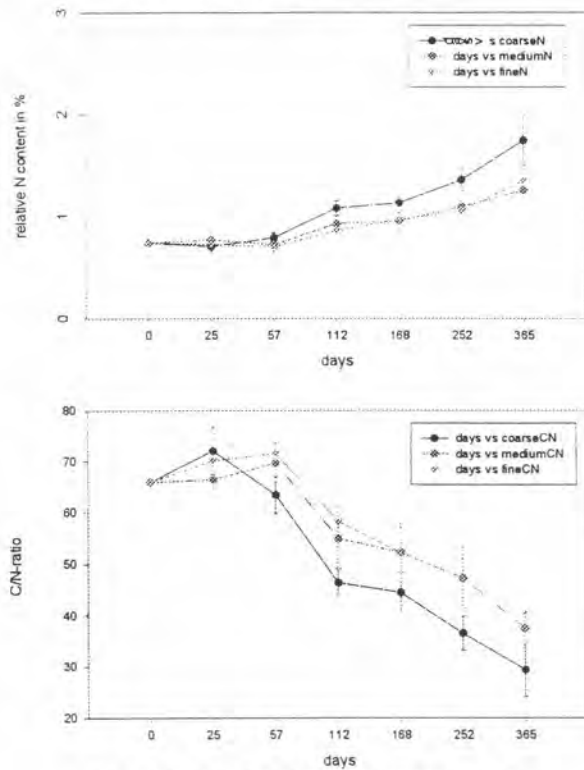 3
2
1
0
relative N content in %
s coarseN
days vs mediumN
days vs fineN
0 25 57 112 168 252 365
days
80
70
60
50
40
30
20
C/N-ratio
days vs coarseCN
days vs mediumCN
days vs fineCN
0 25 57 112 168 252 365
days